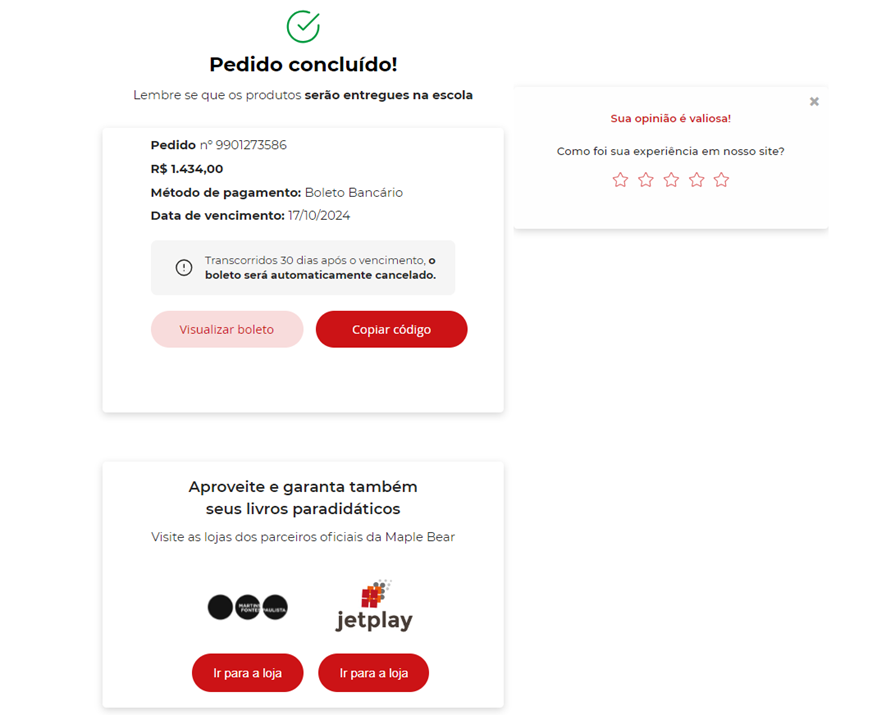 Pedido concluído!
Lembre se que os produtos serão entregues na escola
Pedido nº 9901273586
R$ 1.434,00
Método de pagamento: Boleto Bancário
Data de vencimento: 17/10/2024
Transcorridos 30 dias após o vencimento, o
boleto será automaticamente cancelado.
Visualizar boleto
Copiar código
Sua opinião é valiosa!
Como foi sua experiência em nosso site?
Aproveite e garanta também
seus livros paradidáticos
Visite as lojas dos parceiros oficiais da Maple Bear
MARTINS
FONTES PAULISTA
jetplay
Ir para a loja
Ir para a loja